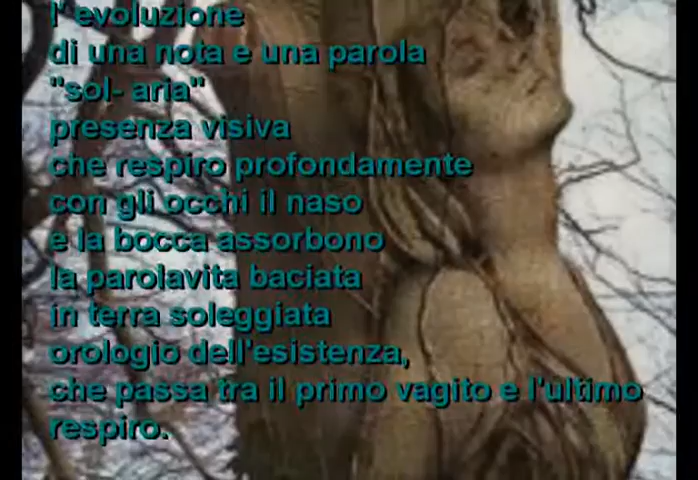 l' evoluzione
di una nota e una parola
"sol- aria"
presenza visiva
che respiro profondamente
con gli occhi il naso
e la bocca assorbono
la parolavita baciata
in terra soleggiata
orologio dell'esistenza,
che passa tra il primo vagito e l'ultimo
respiro.